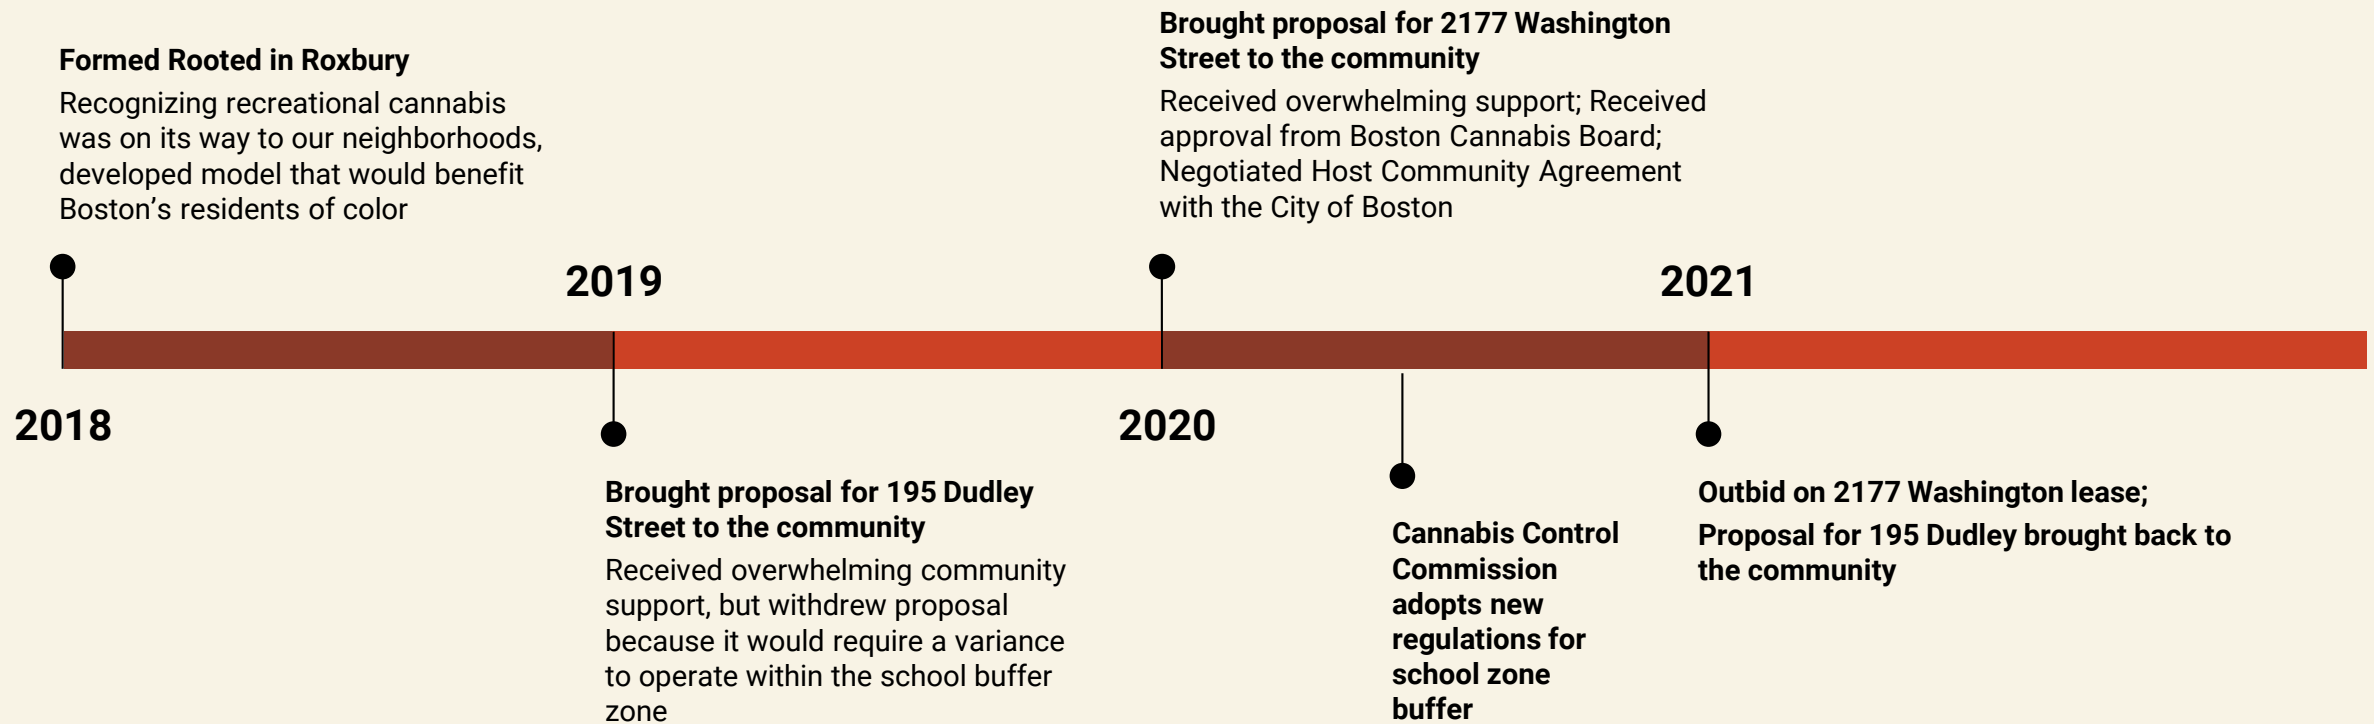 Formed Rooted in Roxbury
Recognizing recreational cannabis
was on its way to our neighborhoods,
developed model that would benefit
Boston’s residents of color
Brought proposal for 2177 Washington
Street to the community
Received overwhelming support; Received
approval from Boston Cannabis Board;
Negotiated Host Community Agreement
with the City of Boston
2019
2021
2018
2020
Brought proposal for 195 Dudley
Street to the community
Received overwhelming community
support, but withdrew proposal
because it would require a variance
to operate within the school buffer
zone
Cannabis Control
Commission
adopts new
regulations for
school zone
buffer
Outbid on 2177 Washington lease;
Proposal for 195 Dudley brought back to
the community